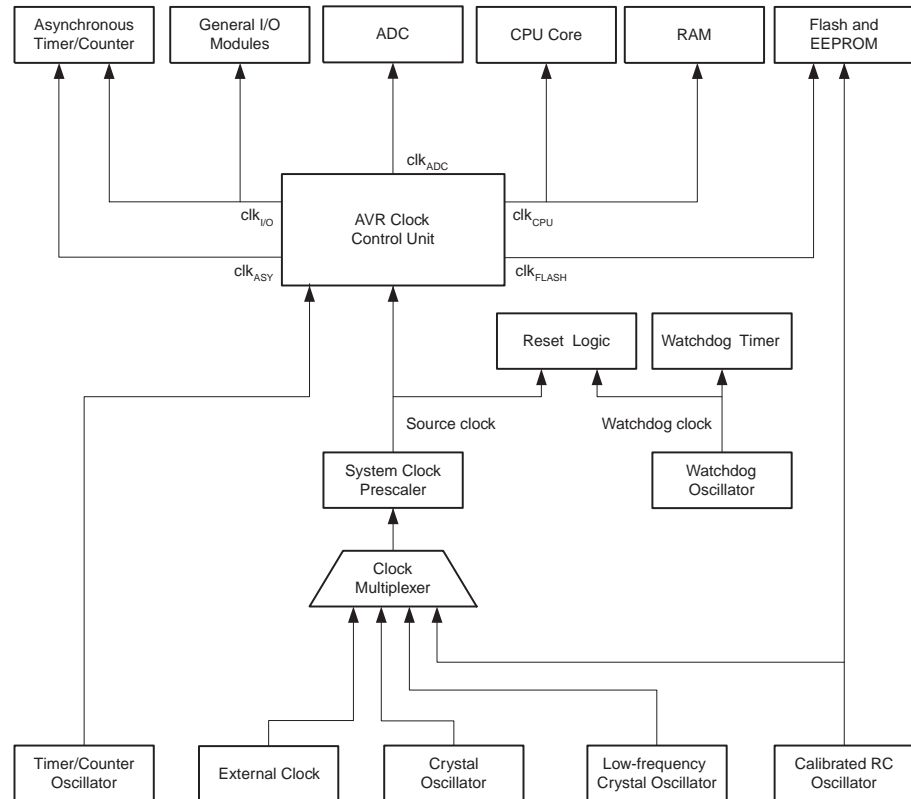 Asynchronous
Timer/Counter
General I/O
Modules
ADC
CPU Core
RAM
Flash and
EEPROM
clkADC
AVR Clock
Control Unit
clkI/O
clkCPU
clkASY
clkFLASH
Reset Logic
Watchdog Timer
Source clock
Watchdog clock
System Clock
Prescaler
Watchdog
Oscillator
Clock
Multiplexer
Timer/Counter
Oscillator
External Clock
Crystal
Oscillator
Low-frequency
Crystal Oscillator
Calibrated RC
Oscillator